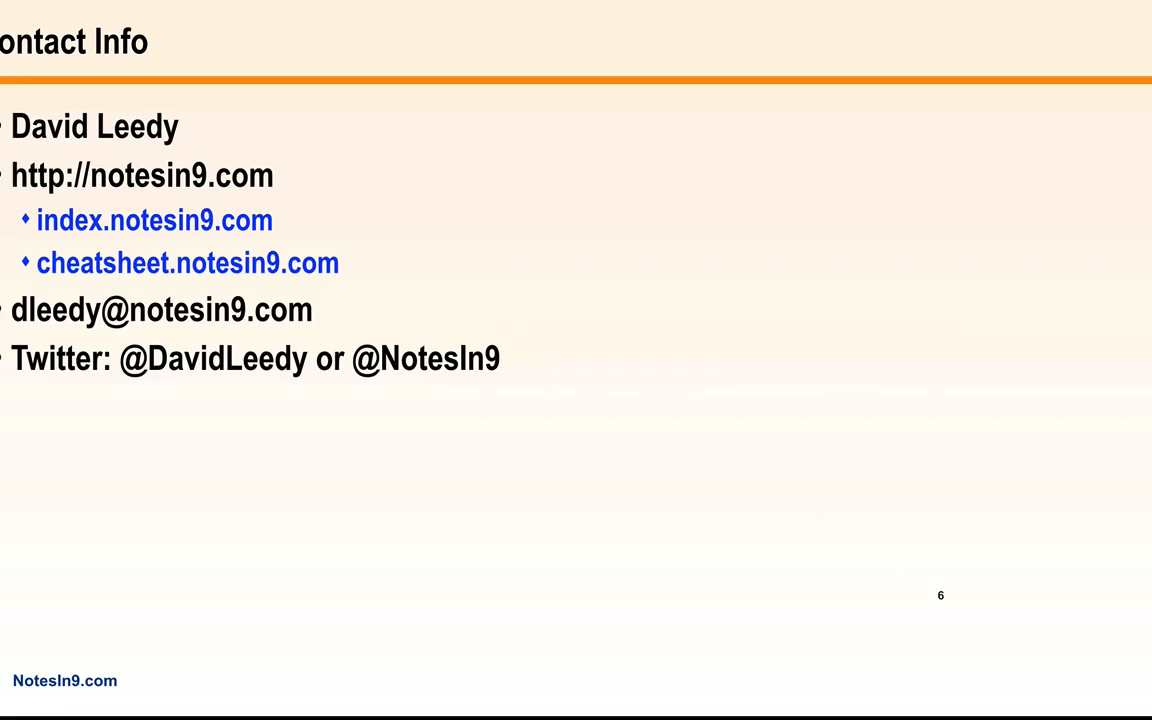 ontact Info
David Leedy
http://notesin9.com
index.notesin9.com
cheatsheet.notesin9.com
dleedy@notesin9.com
Twitter: @DavidLeedy or @NotesIn9
6
NotesIn9.com